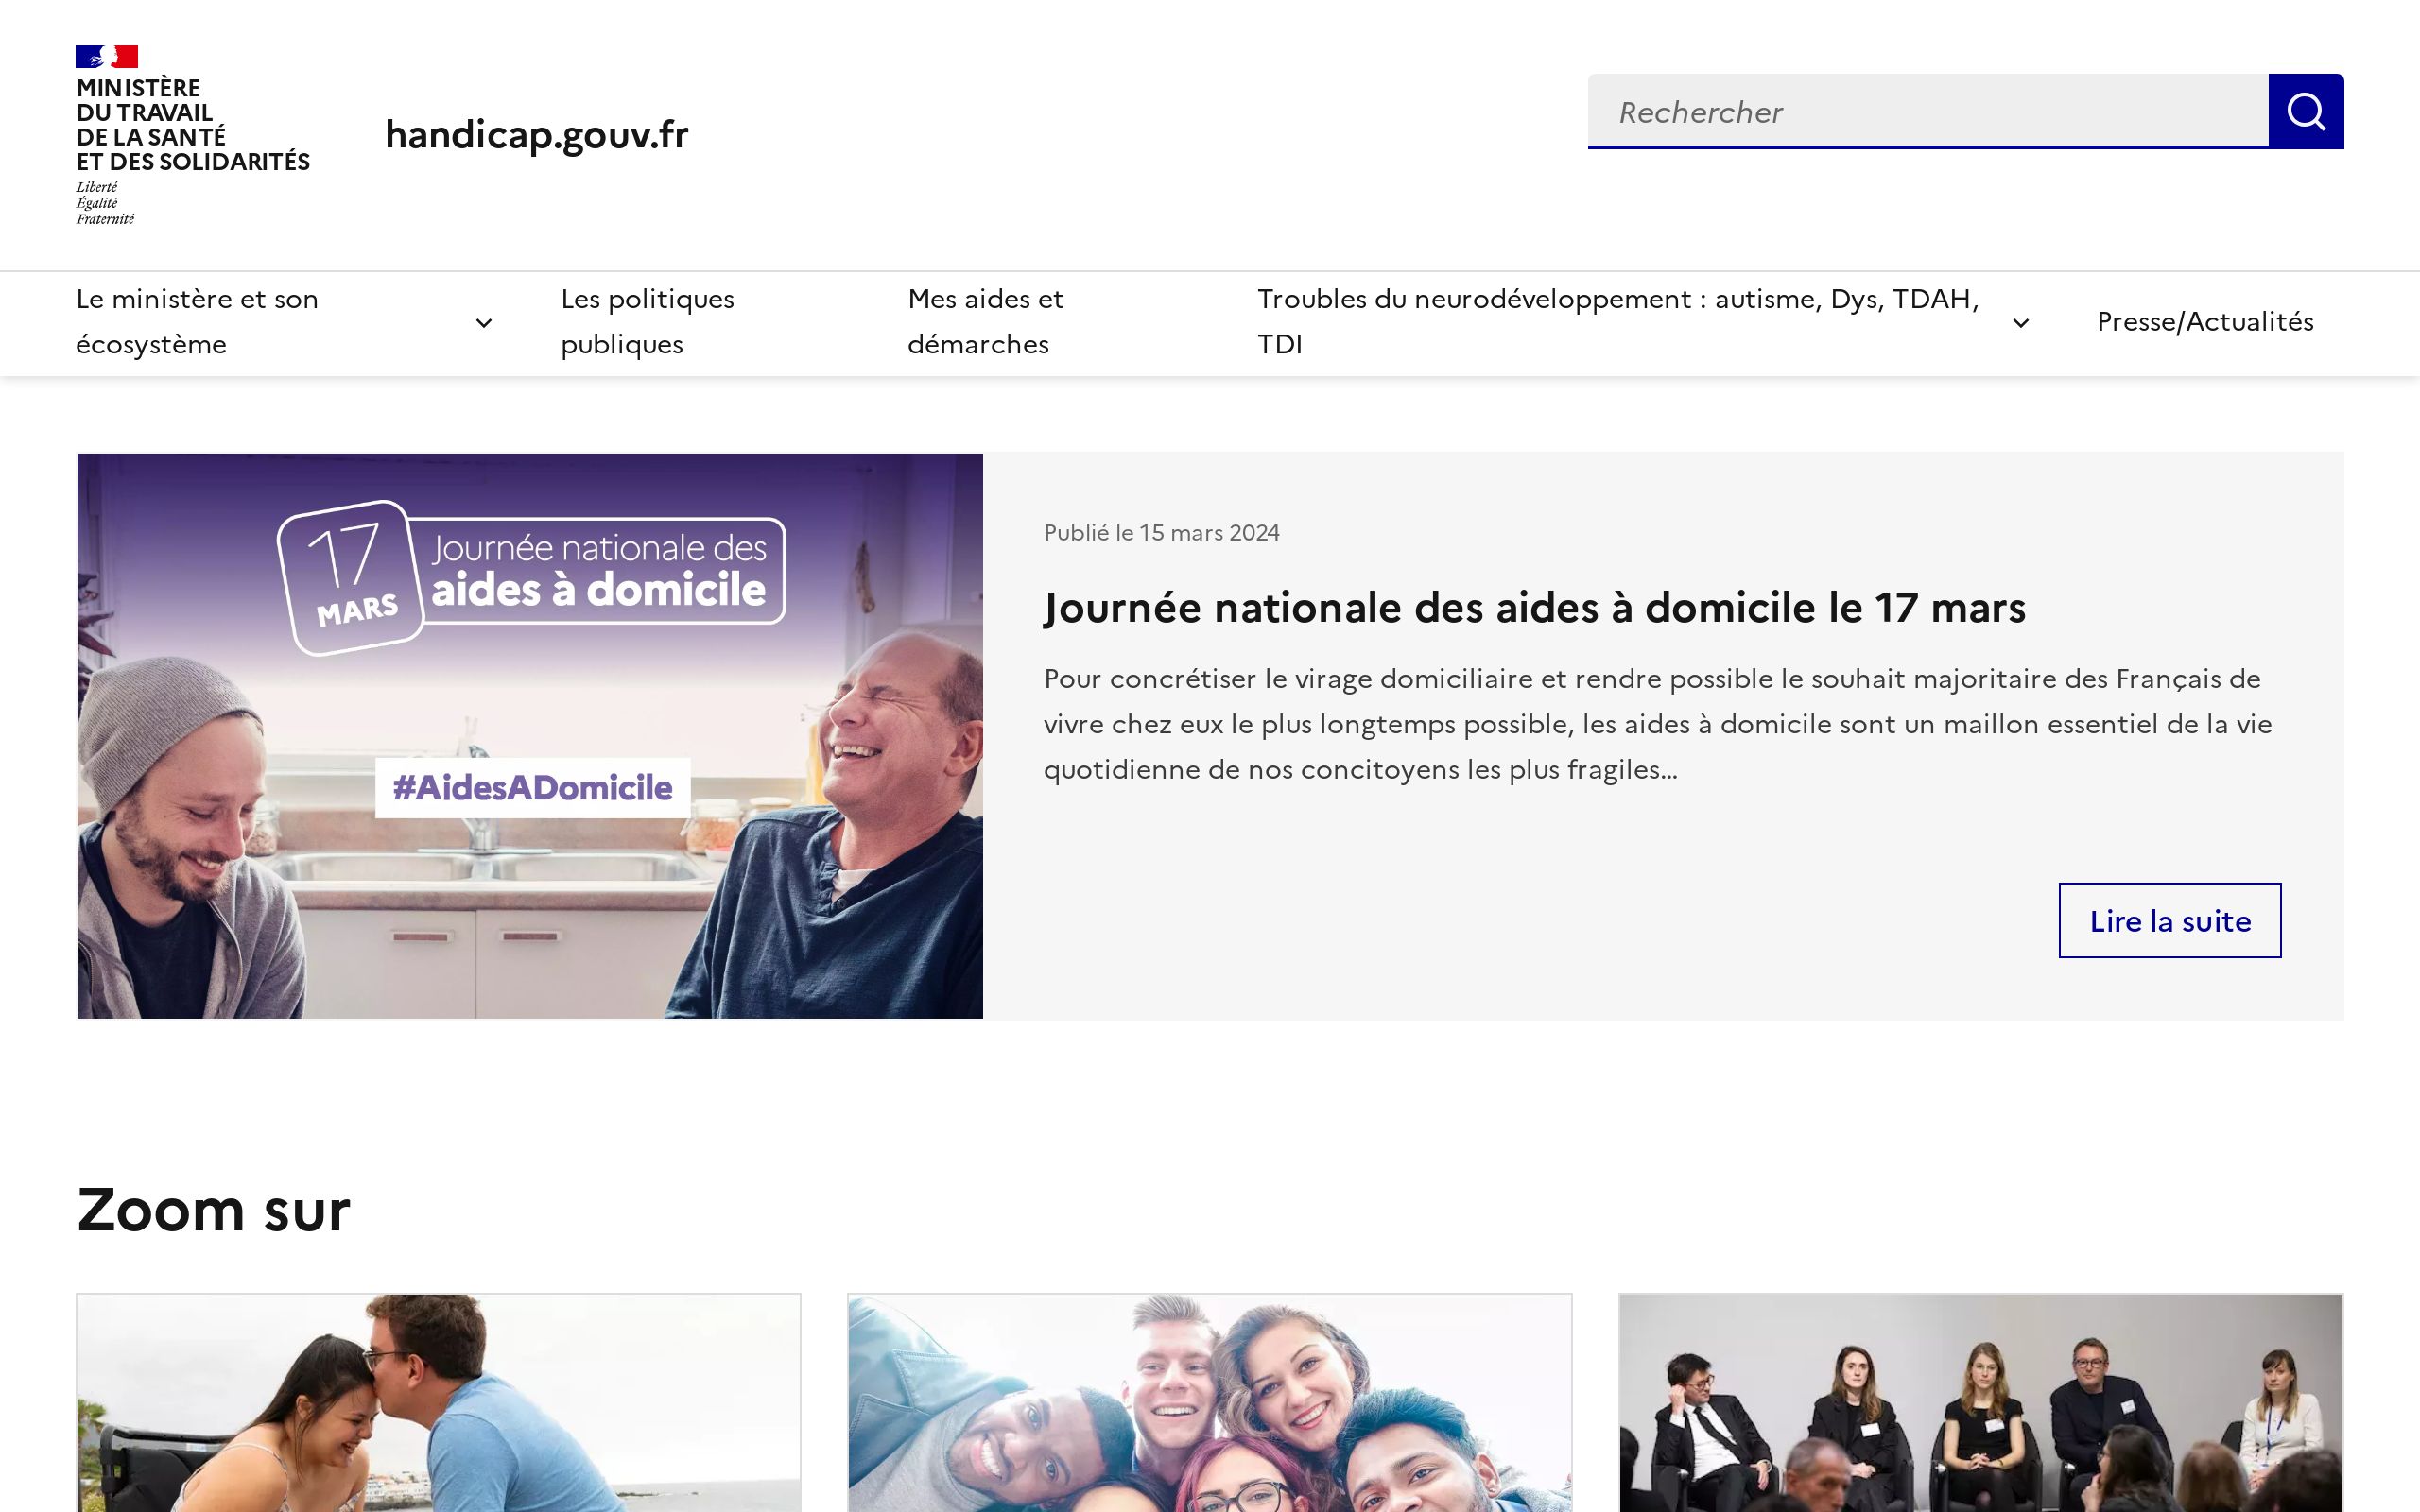 MINISTÈRE
DU TRAVAIL
DE LA SANTÉ
ET DES SOLIDARITÉS
Liberté
Égalité
Fraternité
handicap.gouv.fr
Rechercher
Le ministère et son
écosystème
Les politiques
publiques
Mes aides et
démarches
Troubles du neurodéveloppement : autisme, Dys, TDAH,
TDI
Presse/Actualités
17
MARS
Journée nationale des
aides à domicile
#AidesADomicile
Publié le 15 mars 2024
Journée nationale des aides à domicile le 17 mars
Pour concrétiser le virage domiciliaire et rendre possible le souhait majoritaire des Français de
vivre chez eux le plus longtemps possible, les aides à domicile sont un maillon essentiel de la vie
quotidienne de nos concitoyens les plus fragiles...
Lire la suite
Zoom sur